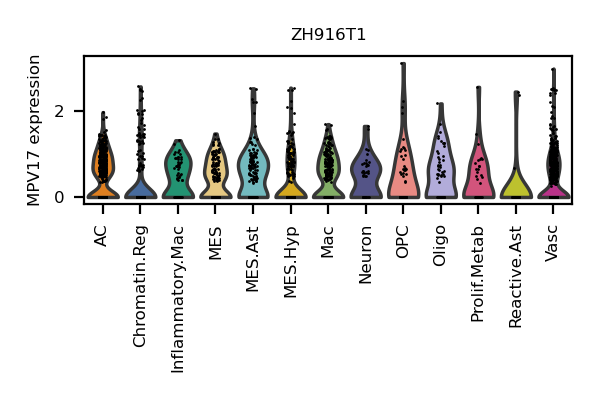 ZH916T1
MPV17 expression
2
0
AC
Chromatin.Reg
Inflammatory.Mac
MES
MES.Ast
MES.Hyp
Mac
Neuron
OPC
Oligo
Prolif.Metab
Reactive.Ast
Vasc